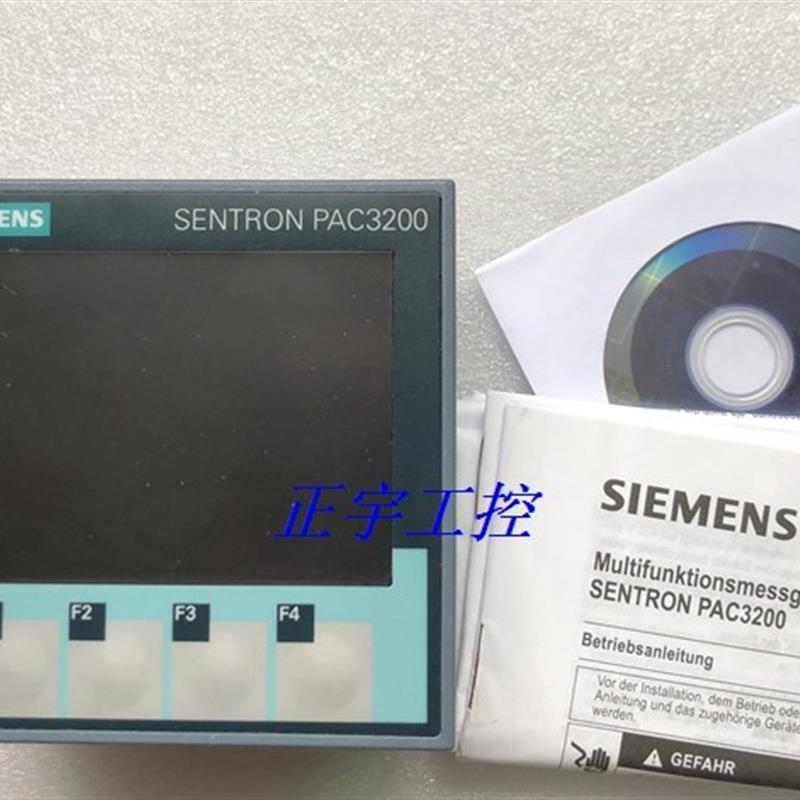 ENS
SENTRON PAC3200
F2
F3
F4
正宇工控
SIEMENS
Multifunktionsmessg
SENTRON PAC3200
Betriebsanleitung
Vor der Installation, dem Betrieb ode
Anleitung und das zugehörige Geräte
werden.
GEFAHR